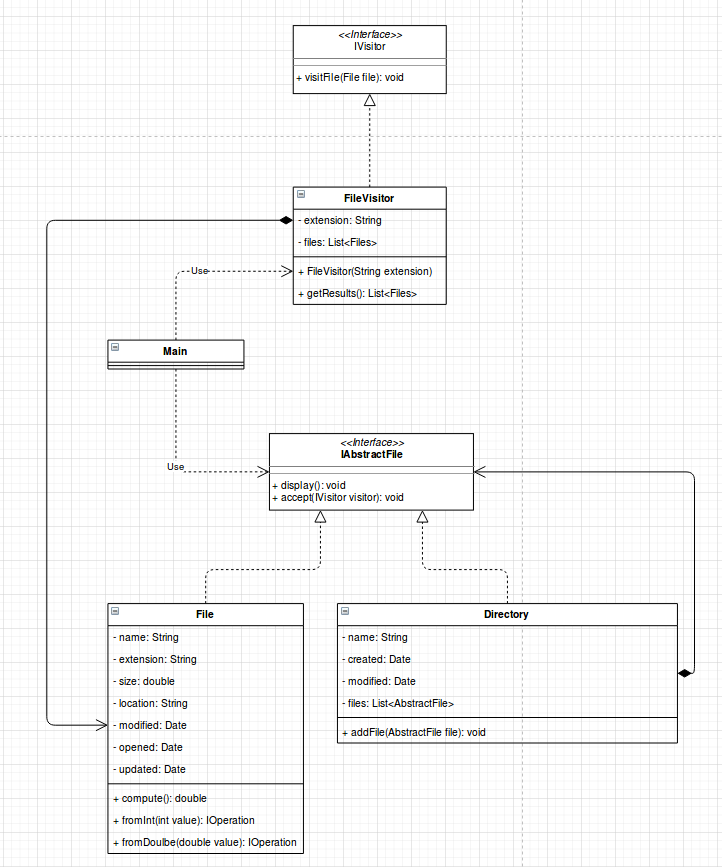 <<Interface>>
IVisitor
+ visitFile(File file): void
FileVisitor
- extension: String
- files: List<Files>
+ FileVisitor(String extension)
+ getResults(): List<Files>
Use
Main
Use
<<Interface>>
IAbstractFile
+ display(): void
+ accept(IVisitor visitor): void
File
- name: String
- extension: String
- size: double
- location: String
- modified: Date
- opened: Date
- updated: Date
+ compute(): double
+ fromInt(int value): IOperation
+ fromDoulbe(double value): IOperation
Directory
- name: String
- created: Date
- modified: Date
- files: List<AbstractFile>
+ addFile(AbstractFile file): void